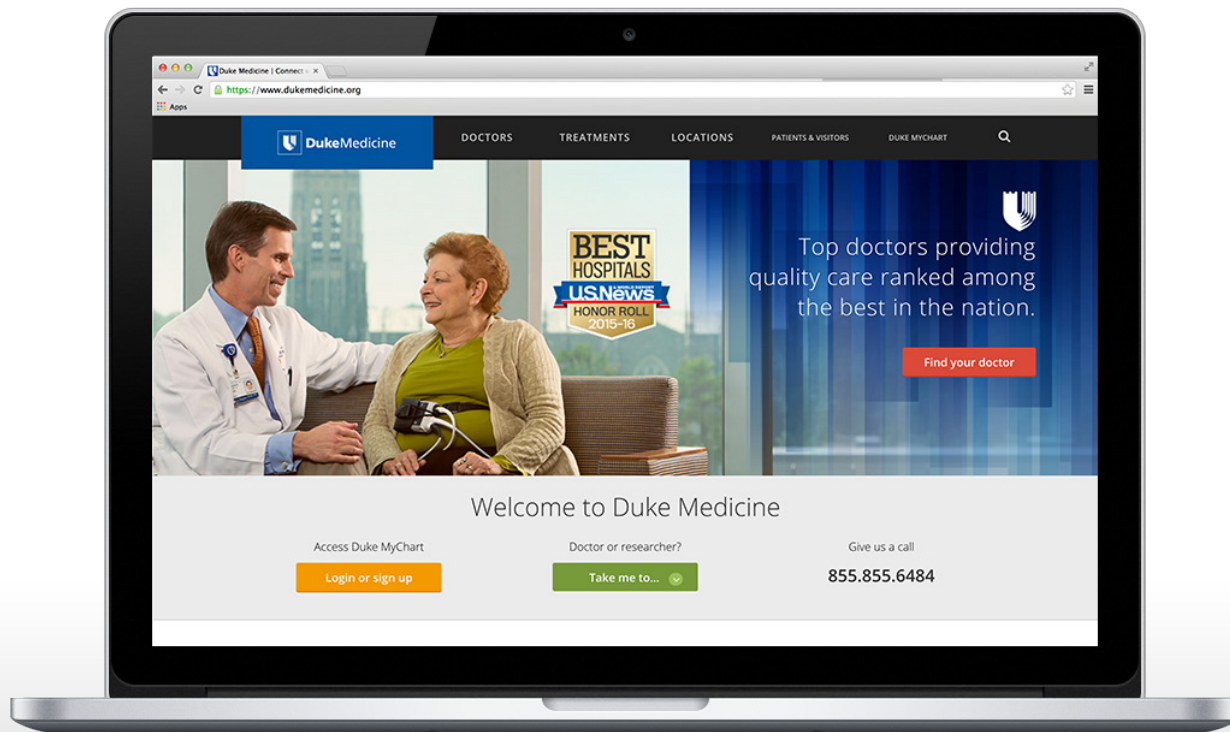 Duke Medicine | Connect
https://www.dukemedicine.org
Apps
DukeMedicine
DOCTORS
TREATMENTS
LOCATIONS
PATIENTS & VISITORS
DUKE MYCHART
BEST
HOSPITALS
U.S.News
& WORLD REPORT
HONOR ROLL
2015-16
Top doctors providing
quality care ranked among
the best in the nation.
Find your doctor
Welcome to Duke Medicine
Access Duke MyChart
Login or sign up
Doctor or researcher?
Take me to...
Give us a call
855.855.6484